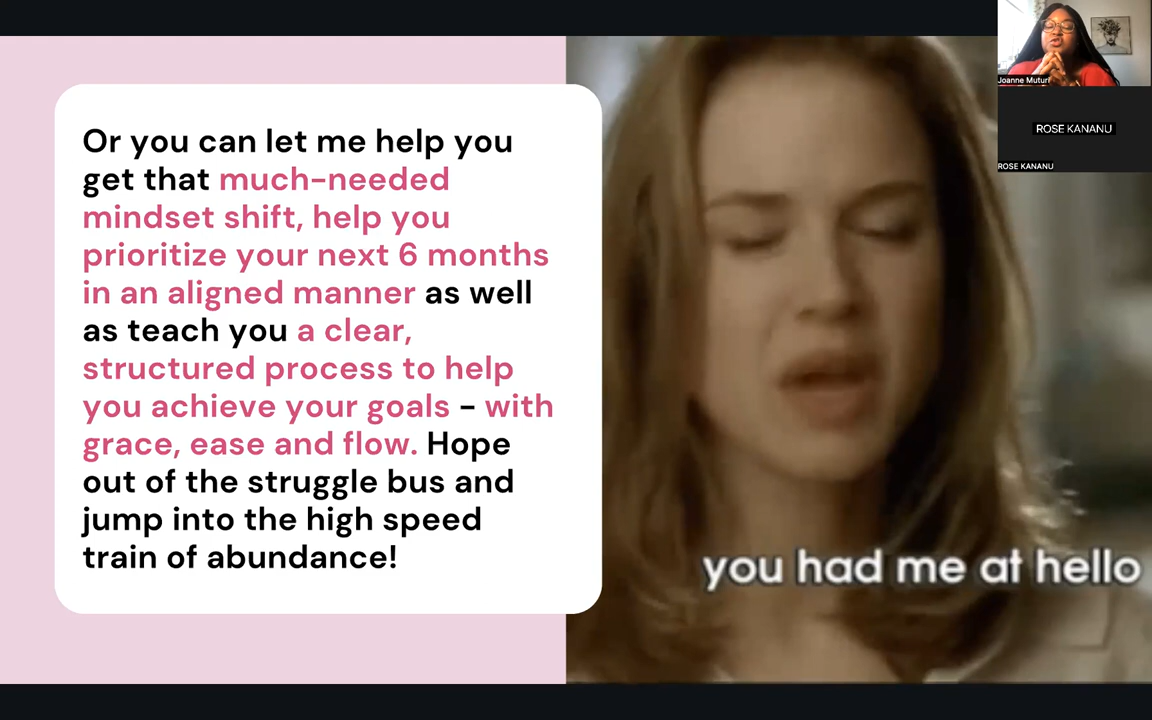 Or you can let me help you
get that much-needed
mindset shift, help you
prioritize your next 6 months
in an aligned manner as well
as teach you a clear,
structured process to help
you achieve your goals - with
grace, ease and flow. Hope
out of the struggle bus and
jump into the high speed
train of abundance!
you had me at hello
Joanne Muturi
ROSE KANANU
ROSE KANANU